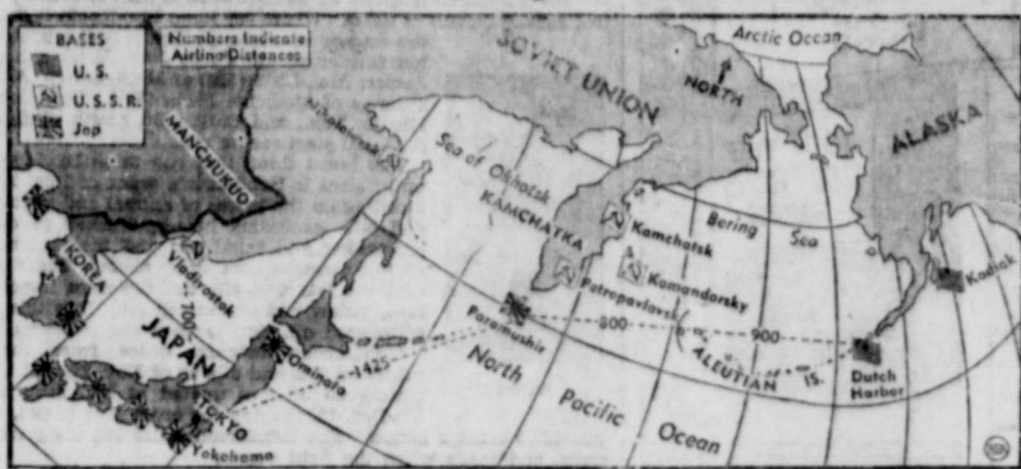 BASES
U.S.
U.S.S.R.
Jap
Numbers Indicate
Airline Distances
SOVIET UNION
Arctic Ocean
NORTH
ALASKA
MANCHUKUO
Nikolaievsk
Sea of Okhotsk
KAMCHATKA
Bering
Sea
Kamchatsk
Komandorsky
Petropavlovsk
Kodiak
KOREA
Vladivostok
700
JAPAN
Ominato
Paramushir
800
900
ALEUTIAN IS.
Dutch
Harbor
1425
North
Pacific
Ocean
TOKYO
Yokohama
NEA